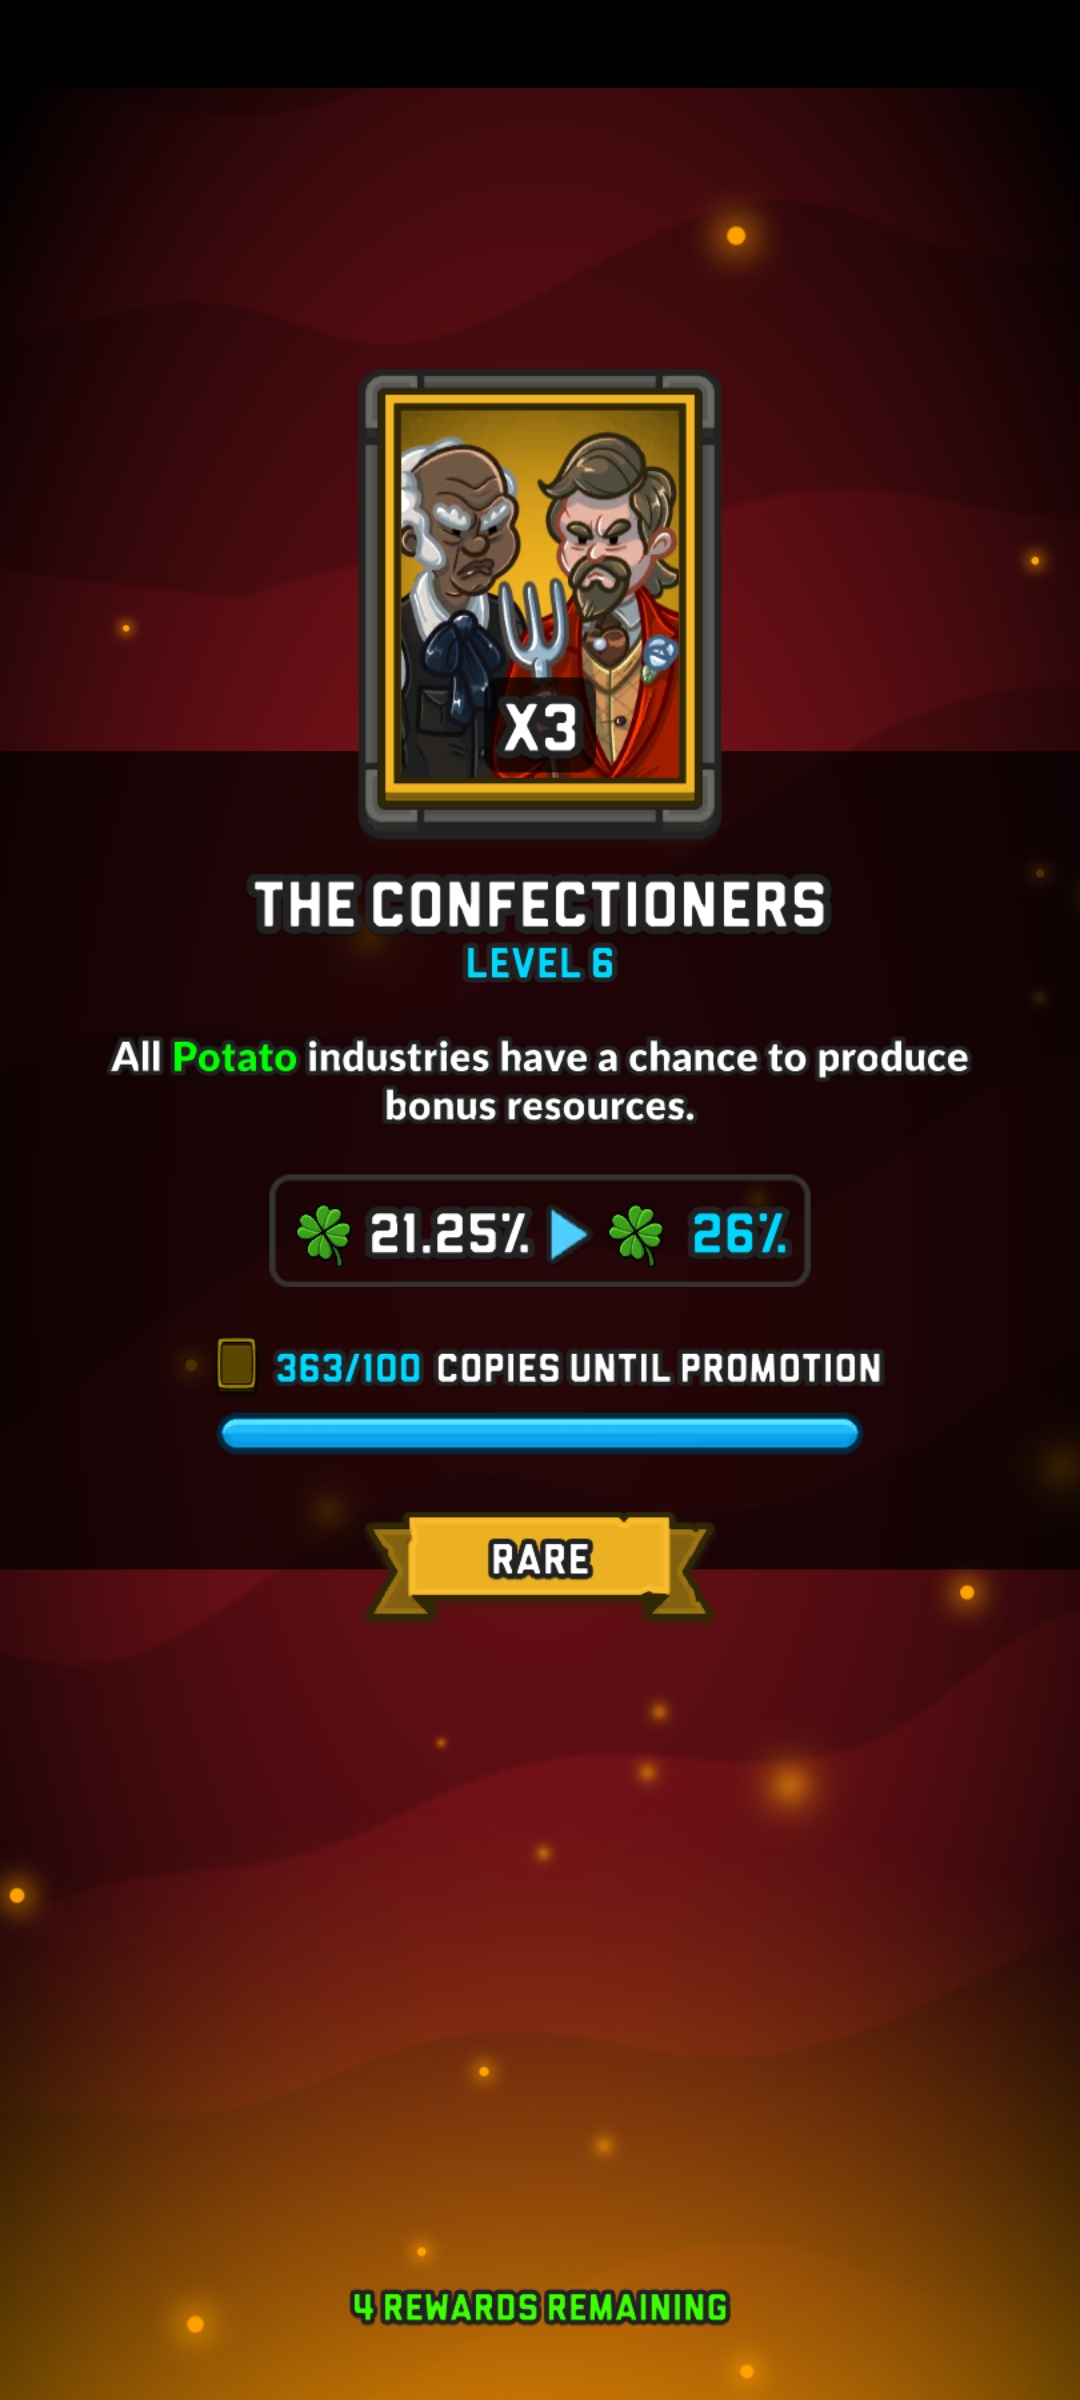 X3
THE CONFECTIONERS
LEVEL 6
All Potato industries have a chance to produce
bonus resources.
21.25% 26%
363/100 COPIES UNTIL PROMOTION
RARE
4 REWARDS REMAINING